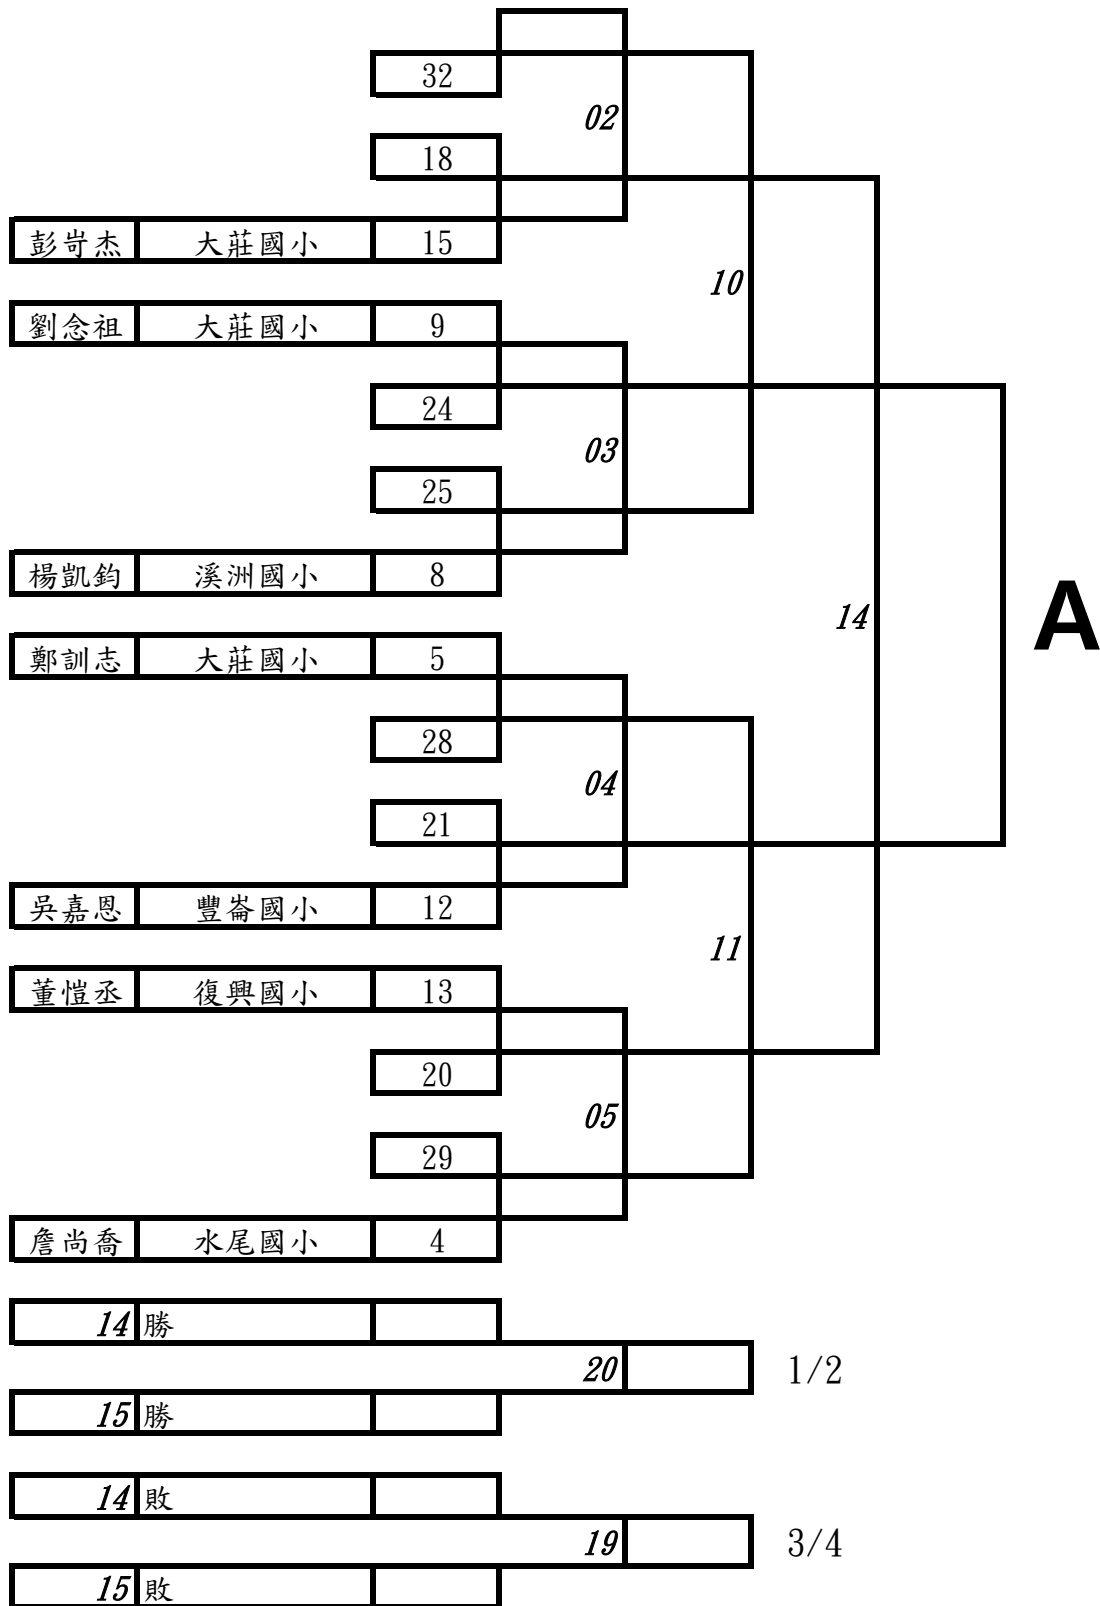 32
02
18
彭岢杰 大莊國小 15
10
劉念祖 大莊國小 9
24
03
25
楊凱鈞 溪洲國小 8
14 A
鄭訓志 大莊國小 5
28
04
21
吳嘉恩 豐崙國小 12
11
董愷丞 復興國小 13
20
05
29
詹尚喬 水尾國小 4
14 勝
20 1/2
15 勝
14 敗
19 3/4
15 敗